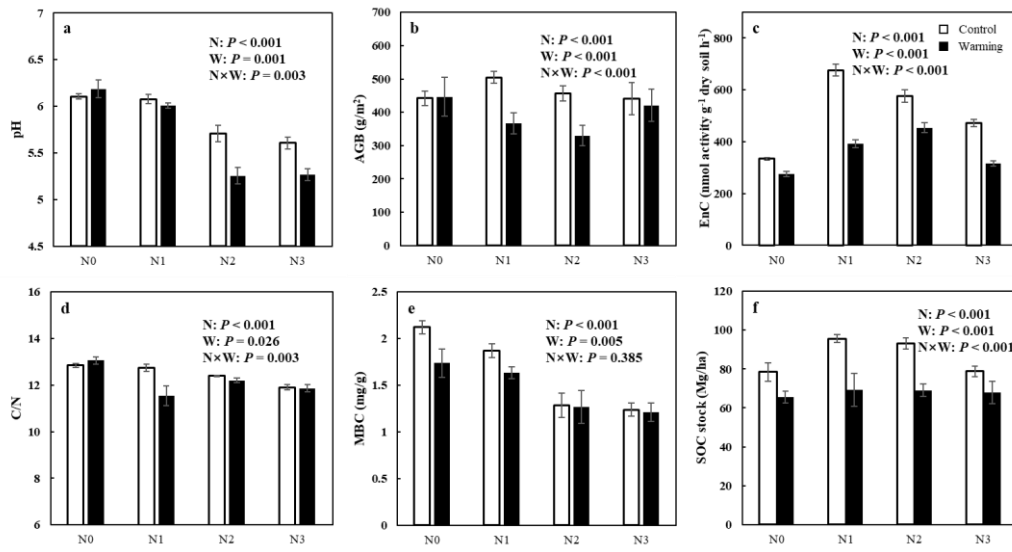 a
N: P < 0.001
W: P = 0.001
N×W: P = 0.003
pH
6.5
6
5.5
5
4.5
N0 N1 N2 N3
b
N: P < 0.001
W: P < 0.001
N×W: P < 0.001
AGB (g/m²)
700
600
500
400
300
200
100
0
N0 N1 N2 N3
c
N: P < 0.001
W: P < 0.001
N×W: P < 0.001
Control
Warming
EnC (nmol activity g⁻¹ dry soil h⁻¹)
800
600
400
200
0
N0 N1 N2 N3
d
N: P < 0.001
W: P = 0.026
N×W: P = 0.003
C/N
16
14
12
10
8
6
N0 N1 N2 N3
e
N: P < 0.001
W: P = 0.005
N×W: P = 0.385
MBC (mg/g)
2.5
2
1.5
1
0.5
0
N0 N1 N2 N3
f
N: P < 0.001
W: P < 0.001
N×W: P < 0.001
SOC stock (Mg/ha)
120
100
80
60
40
20
0
N0 N1 N2 N3